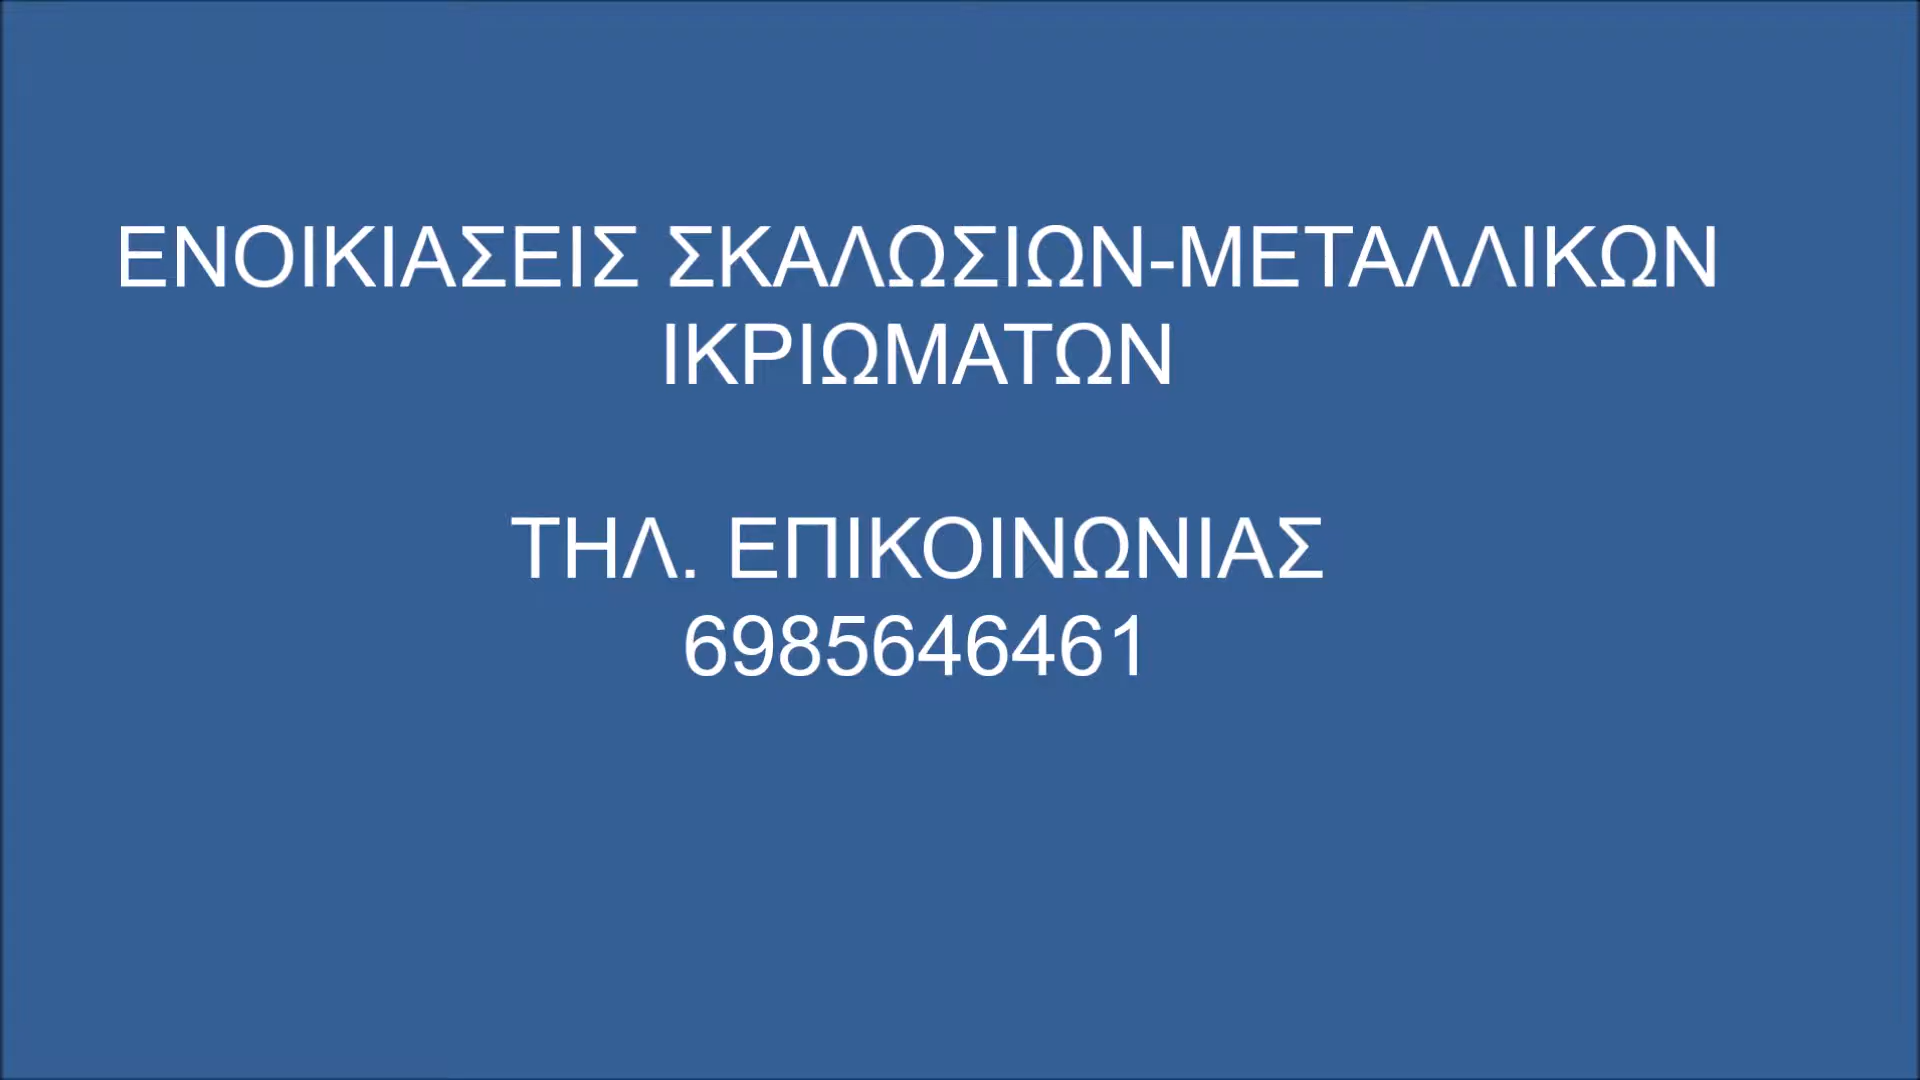 ΕΝΟΙΚΙΑΣΕΙΣ ΣΚΑΛΩΣΙΩΝ-ΜΕΤΑΛΛΙΚΩΝ
ΙΚΡΙΩΜΑΤΩΝ
ΤΗΛ. ΕΠΙΚΟΙΝΩΝΙΑΣ
6985646461